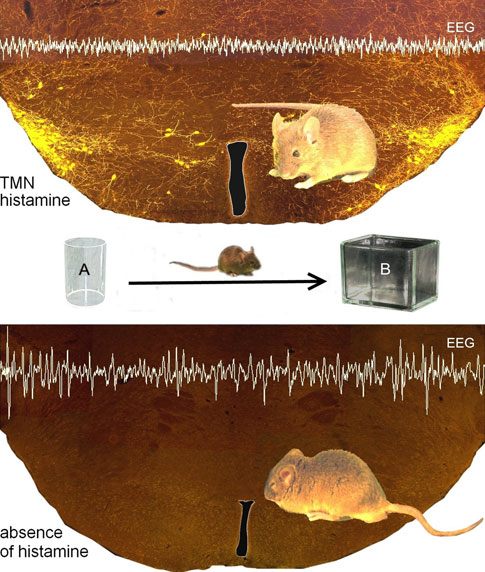 EEG
TMN
histamine
A
B
EEG
absence
of histamine